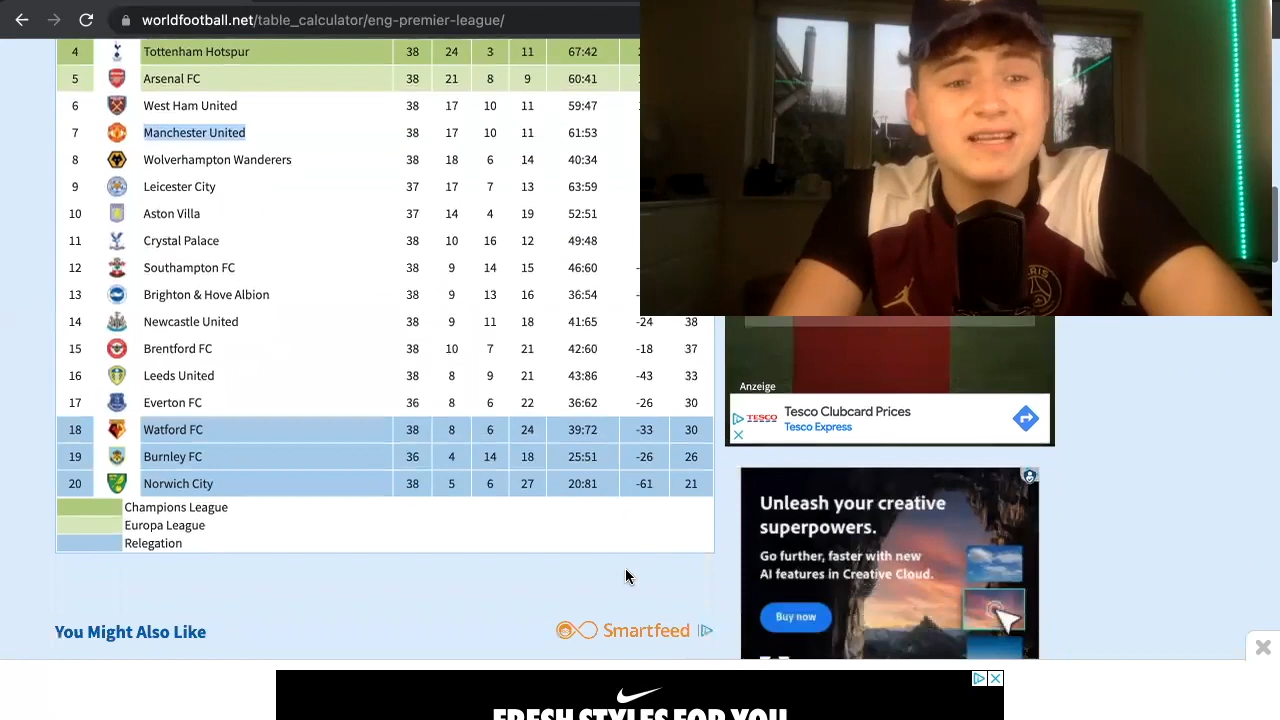 worldfootball.net/table_calculator/eng-premier-league/
4 Tottenham Hotspur 38 24 3 11 67:42
5 Arsenal FC 38 21 8 9 60:41
6 West Ham United 38 17 10 11 59:47
7 Manchester United 38 17 10 11 61:53
8 Wolverhampton Wanderers 38 18 6 14 40:34
9 Leicester City 37 17 7 13 63:59
10 Aston Villa 37 14 4 19 52:51
11 Crystal Palace 38 10 16 12 49:48
12 Southampton FC 38 9 14 15 46:60
13 Brighton & Hove Albion 38 9 13 16 36:54
14 Newcastle United 38 9 11 18 41:65 -24 38
15 Brentford FC 38 10 7 21 42:60 -18 37
16 Leeds United 38 8 9 21 43:86 -43 33
17 Everton FC 36 8 6 22 36:62 -26 30
18 Watford FC 38 8 6 24 39:72 -33 30
19 Burnley FC 36 4 14 18 25:51 -26 26
20 Norwich City 38 5 6 27 20:81 -61 21
Champions League
Europa League
Relegation
You Might Also Like
Smartfeed
PARIS
Anzeige
TESCO
Tesco Clubcard Prices
Tesco Express
Unleash your creative
superpowers.
Go further, faster with new
AI features in Creative Cloud.
Buy now
FRESH STYLES FOR YOU